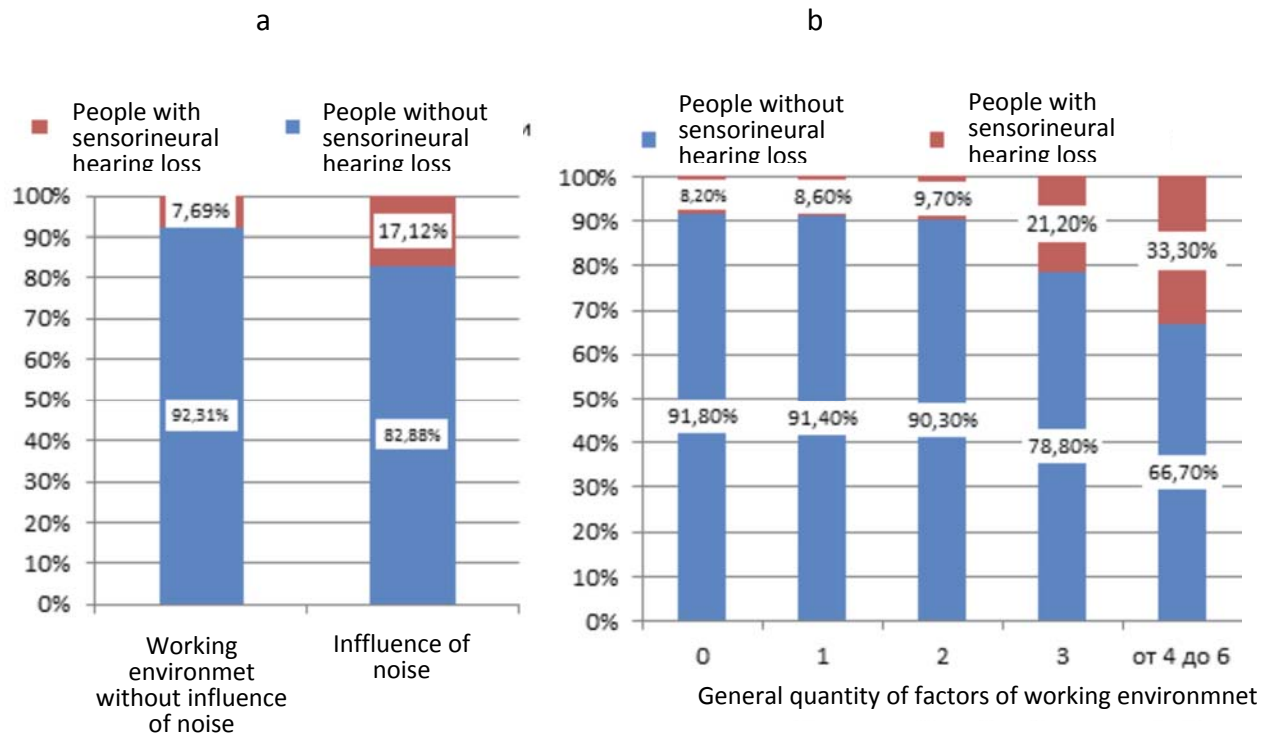 a
b
People with
sensorineural
hearing loss
People without
sensorineural
hearing loss
м
People without
sensorineural
hearing loss
People with
sensorineural
hearing loss
100%
90%
80%
70%
60%
50%
40%
30%
20%
10%
0%
7,69%
17,12%
92,31%
82,88%
Working
environmet
without influence
of noise
Inffluence of
noise
100%
90%
80%
70%
60%
50%
40%
30%
20%
10%
0%
8,20%
8,60%
9,70%
21,20%
33,30%
91,80%
91,40%
90,30%
78,80%
66,70%
0
1
2
3
от 4 до 6
General quantity of factors of working environmnet